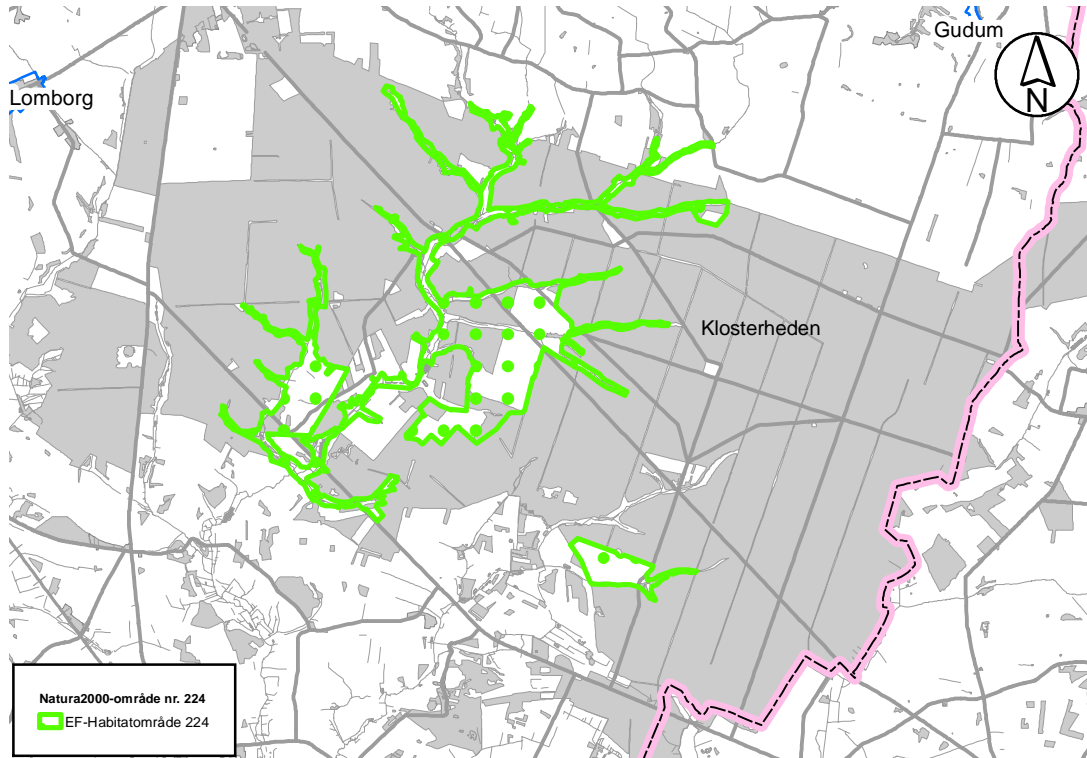 Gudum
Lomborg
N
Klosterheden
Natura2000-område nr. 224
EF-Habitatområde 224